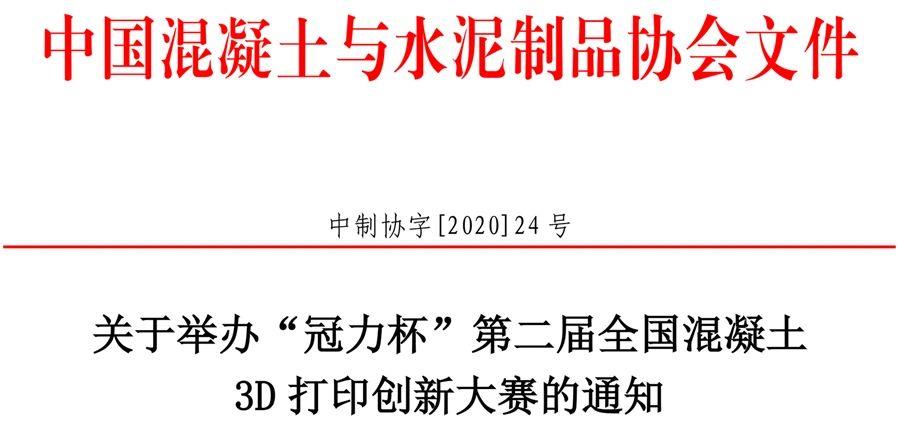 中国混凝土与水泥制品协会文件
中制协字[2020]24 号
关于举办“冠力杯”第二届全国混凝土
3D 打印创新大赛的通知